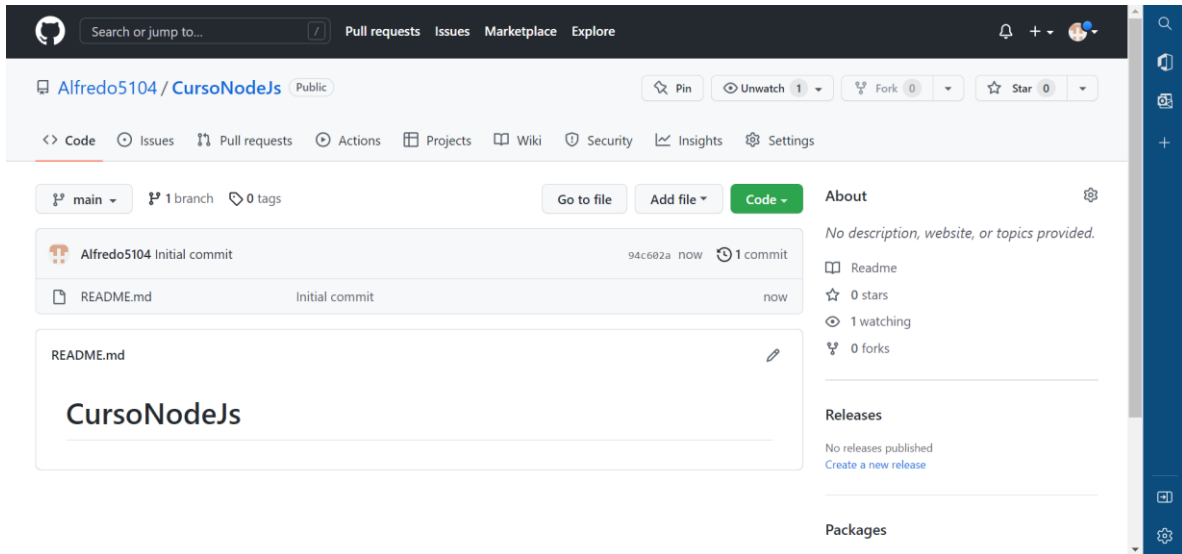 Search or jump to... / Pull requests Issues Marketplace Explore
Alfredo5104 / CursoNodeJs Public Pin Unwatch 1 Fork 0 Star 0
<> Code Issues Pull requests Actions Projects Wiki Security Insights Settings
main 1 branch 0 tags Go to file Add file Code
Alfredo5104 Initial commit 94c602a now 1 commit
README.md Initial commit now
README.md
CursoNodeJs
About
No description, website, or topics provided.
Readme
0 stars
1 watching
0 forks
Releases
No releases published
Create a new release
Packages